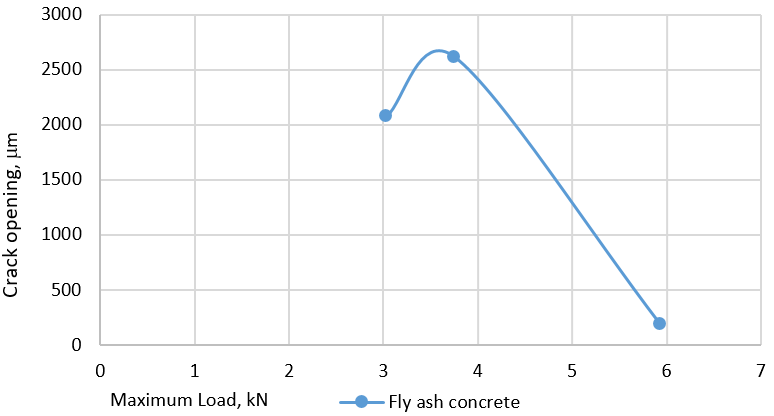 3000
2500
2000
1500
1000
500
0
Crack opening, μm
0 1 2 3 4 5 6 7
Maximum Load, kN
Fly ash concrete